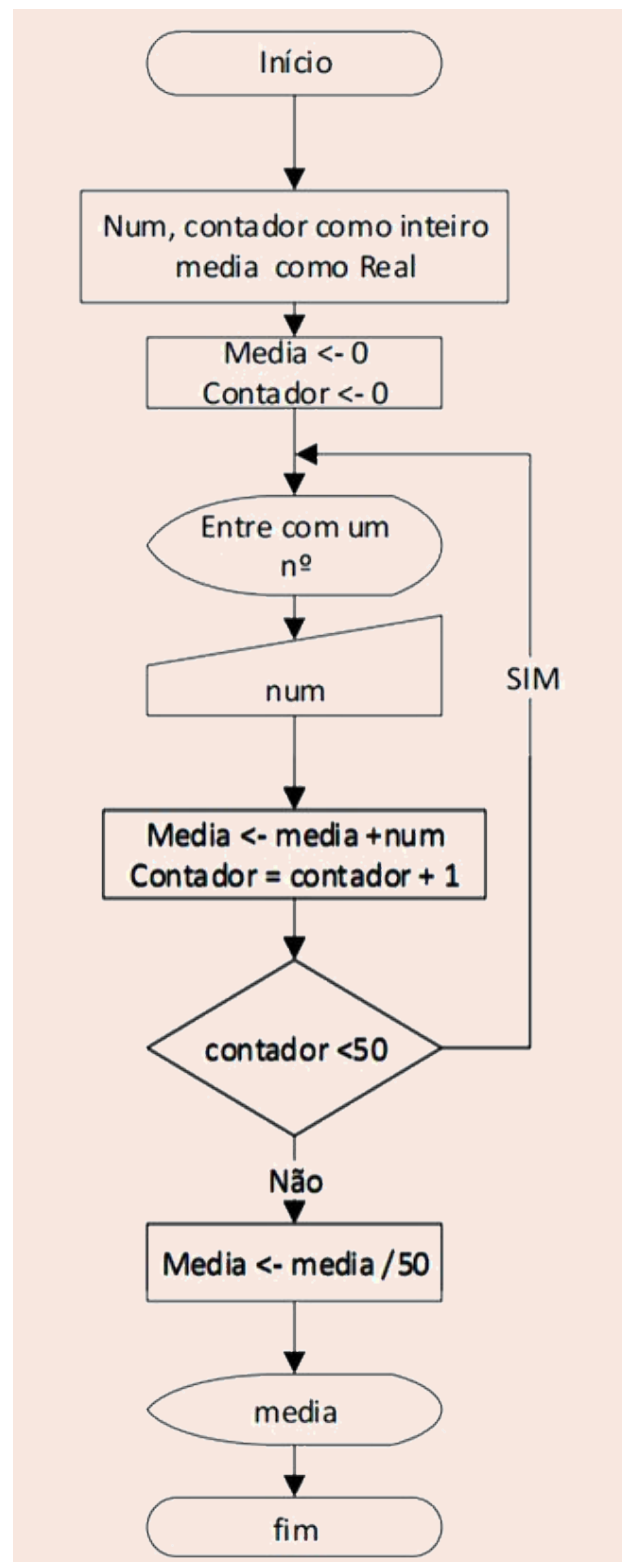 Início
Num, contador como inteiro
media como Real
Media <- 0
Contador <- 0
Entre com um
nº
num
SIM
Media <- media +num
Contador = contador + 1
contador <50
Não
Media <- media /50
media
fim